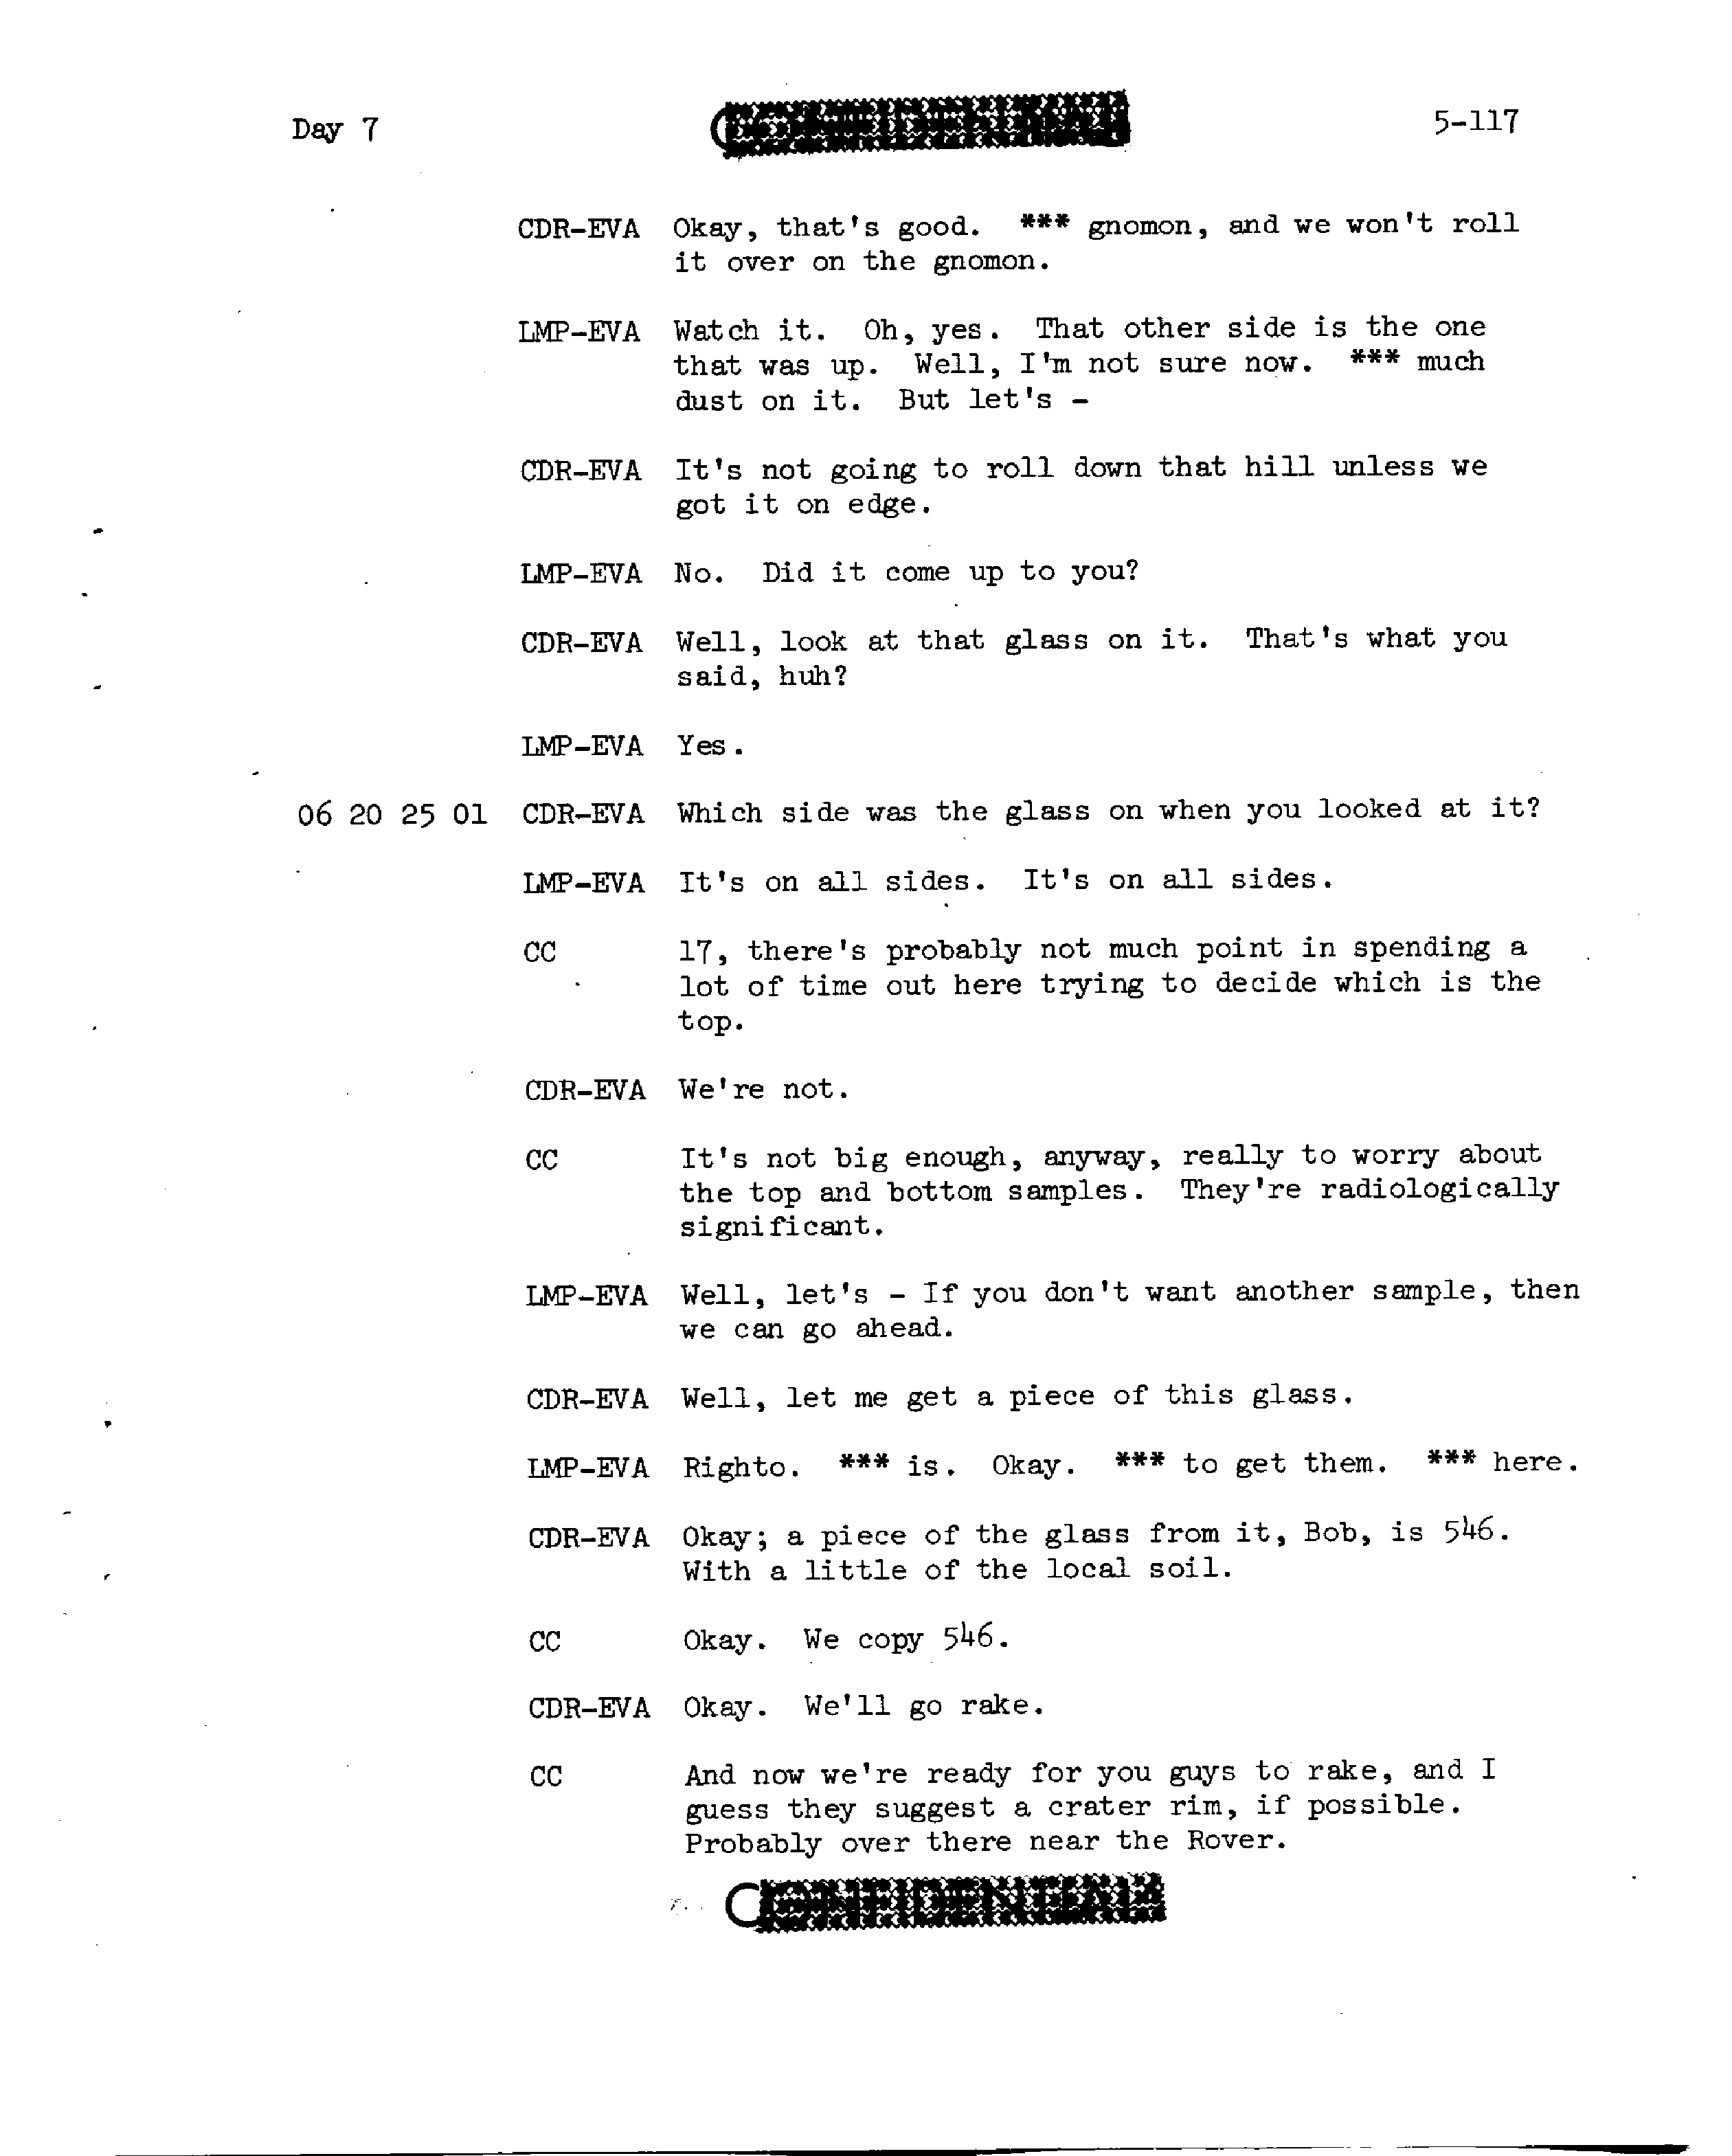 Day 7
CONFIDENTIAL
5-117
CDR-EVA Okay, that's good. *** gnomon, and we won't roll
it over on the gnomon.
LMP-EVA Watch it. Oh, yes. That other side is the one
that was up. Well, I'm not sure now. *** much
dust on it. But let's -
CDR-EVA It's not going to roll down that hill unless we
got it on edge.
LMP-EVA No. Did it come up to you?
CDR-EVA Well, look at that glass on it. That's what you
said, huh?
LMP-EVA Yes.
06 20 25 01 CDR-EVA Which side was the glass on when you looked at it?
LMP-EVA It's on all sides. It's on all sides.
CC 17, there's probably not much point in spending a
lot of time out here trying to decide which is the
top.
CDR-EVA We're not.
CC It's not big enough, anyway, really to worry about
the top and bottom samples. They're radiologically
significant.
LMP-EVA Well, let's - If you don't want another sample, then
we can go ahead.
CDR-EVA Well, let me get a piece of this glass.
LMP-EVA Righto. *** is. Okay. *** to get them. *** here.
CDR-EVA Okay; a piece of the glass from it, Bob, is 546.
With a little of the local soil.
CC Okay. We copy 546.
CDR-EVA Okay. We'll go rake.
CC And now we're ready for you guys to rake, and I
guess they suggest a crater rim, if possible.
Probably over there near the Rover.
CONFIDENTIAL